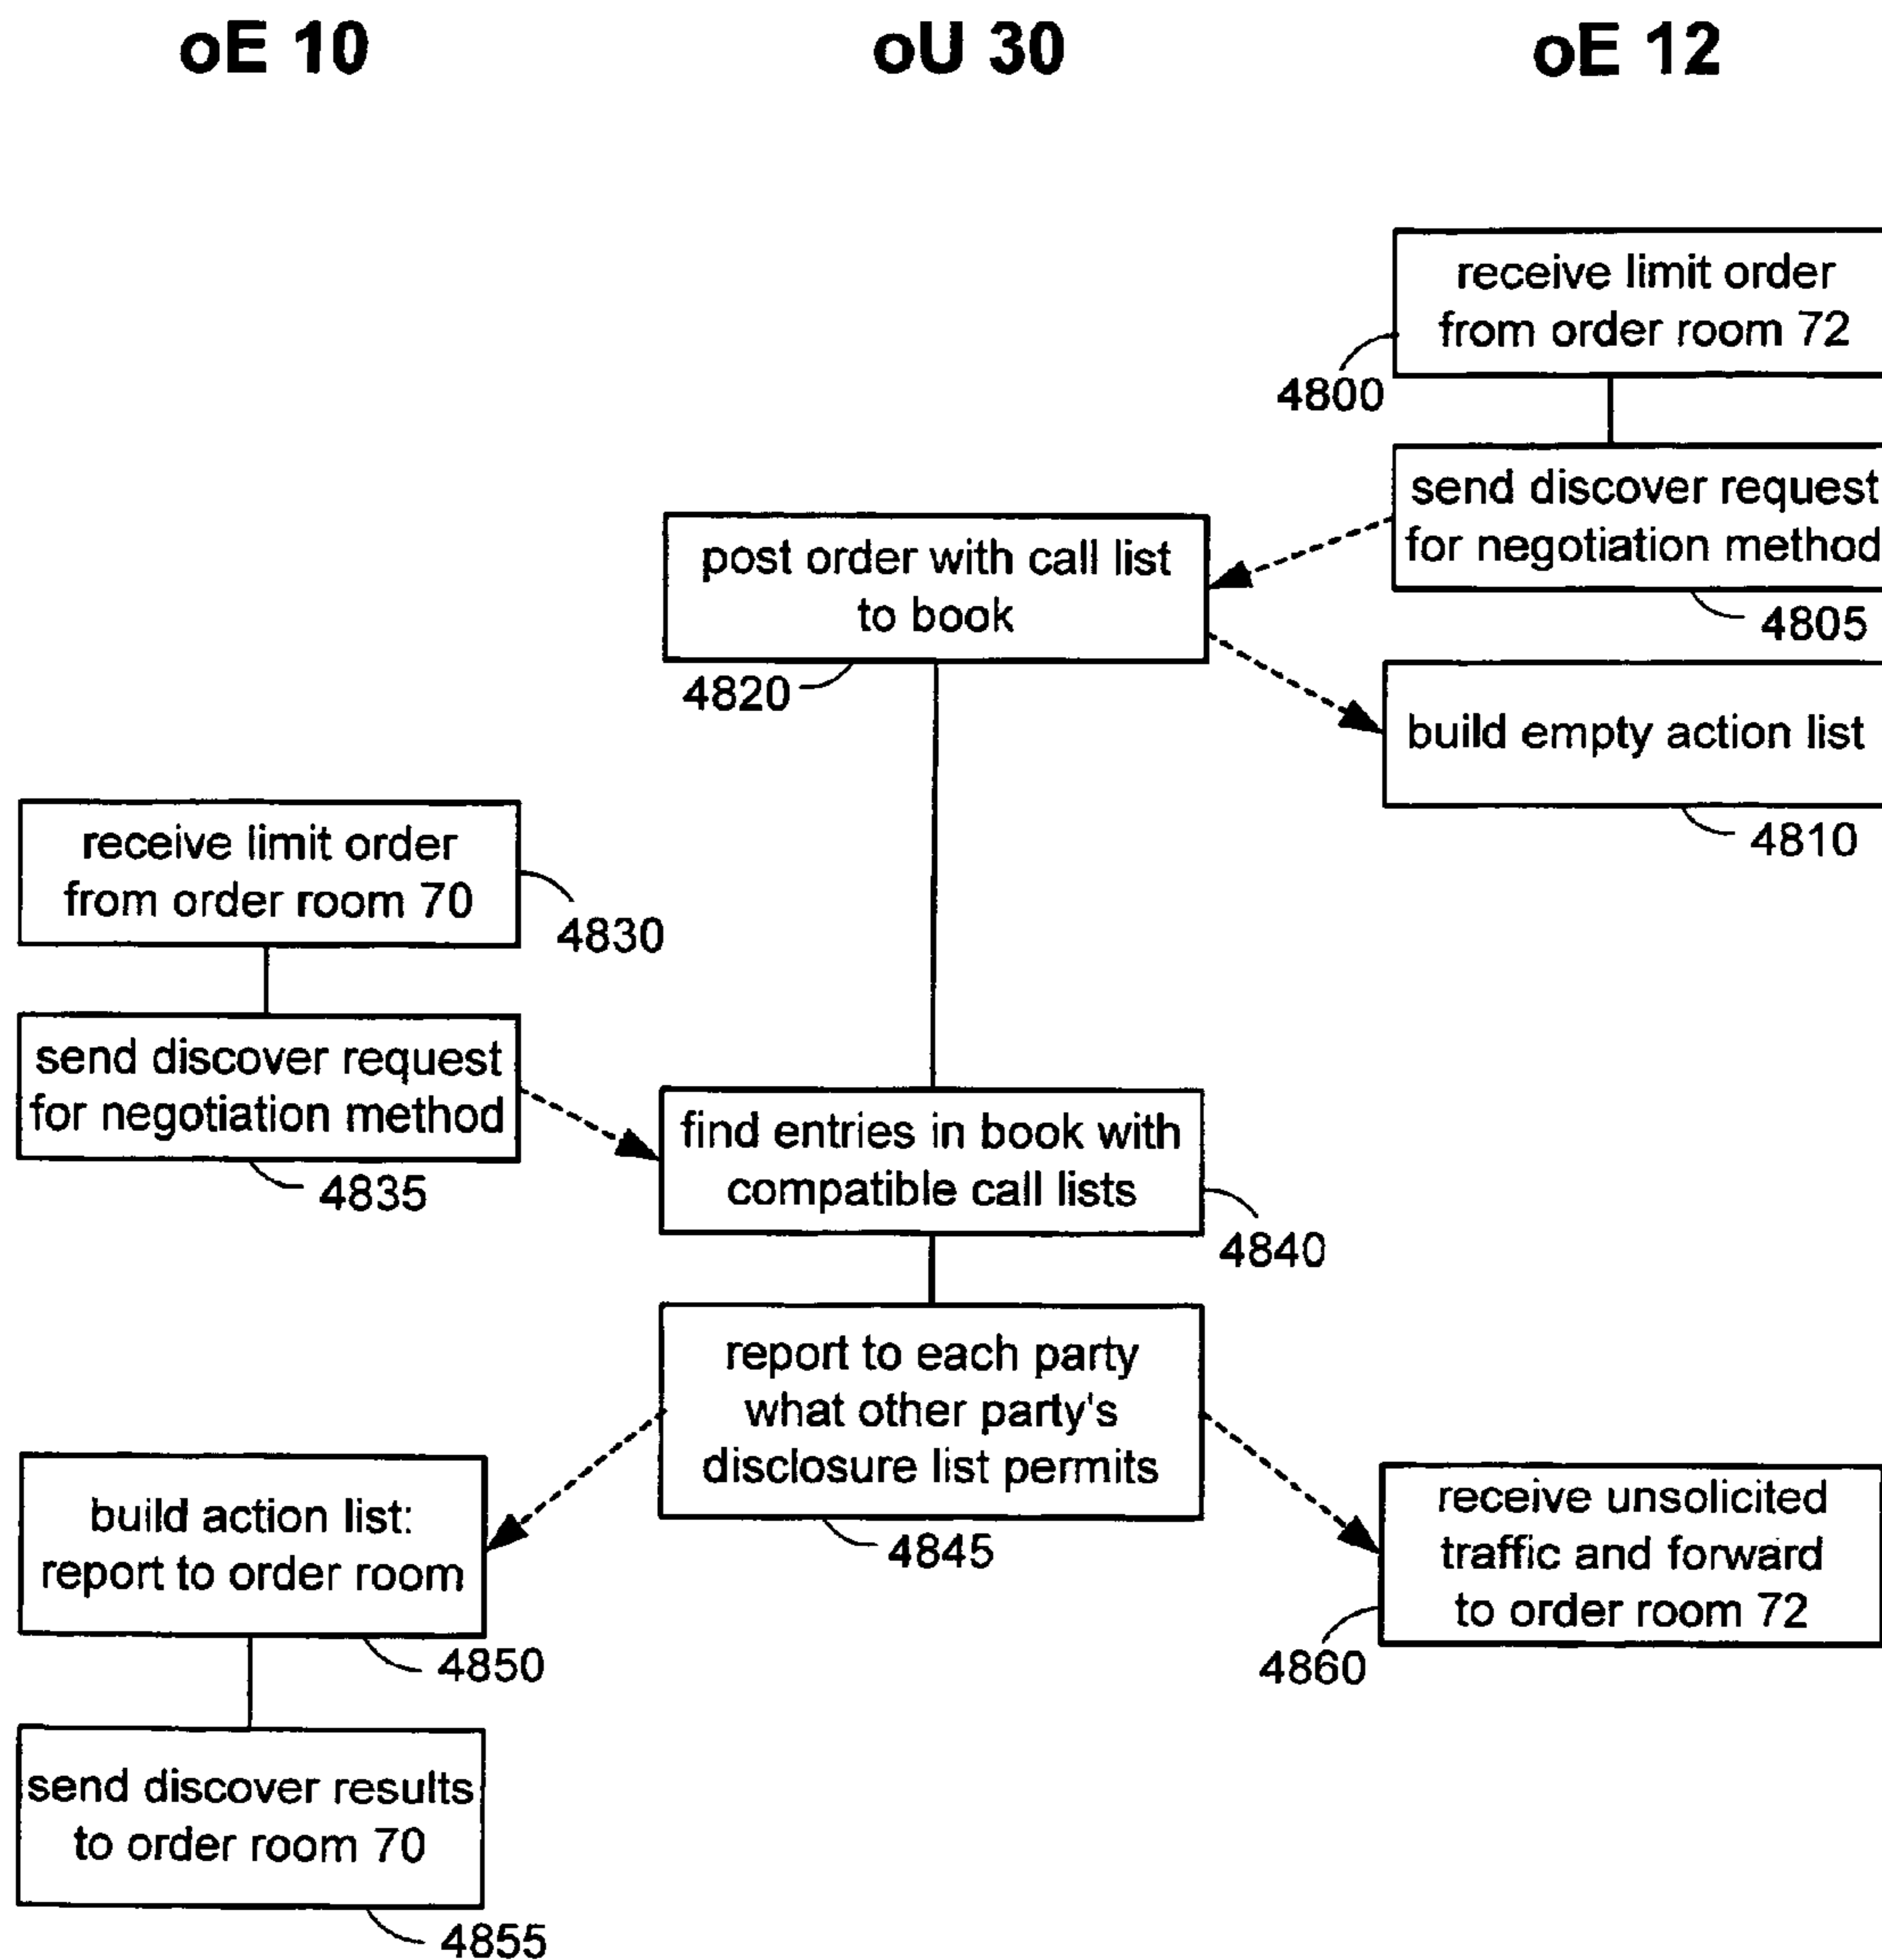 oE 10
oU 30
oE 12
receive limit order
from order room 72
4800
send discover request
for negotiation method
4805
post order with call list
to book
4820
build empty action list
4810
receive limit order
from order room 70
4830
send discover request
for negotiation method
4835
find entries in book with
compatible call lists
4840
report to each party
what other party's
disclosure list permits
4845
build action list:
report to order room
4850
receive unsolicited
traffic and forward
to order room 72
4860
send discover results
to order room 70
4855